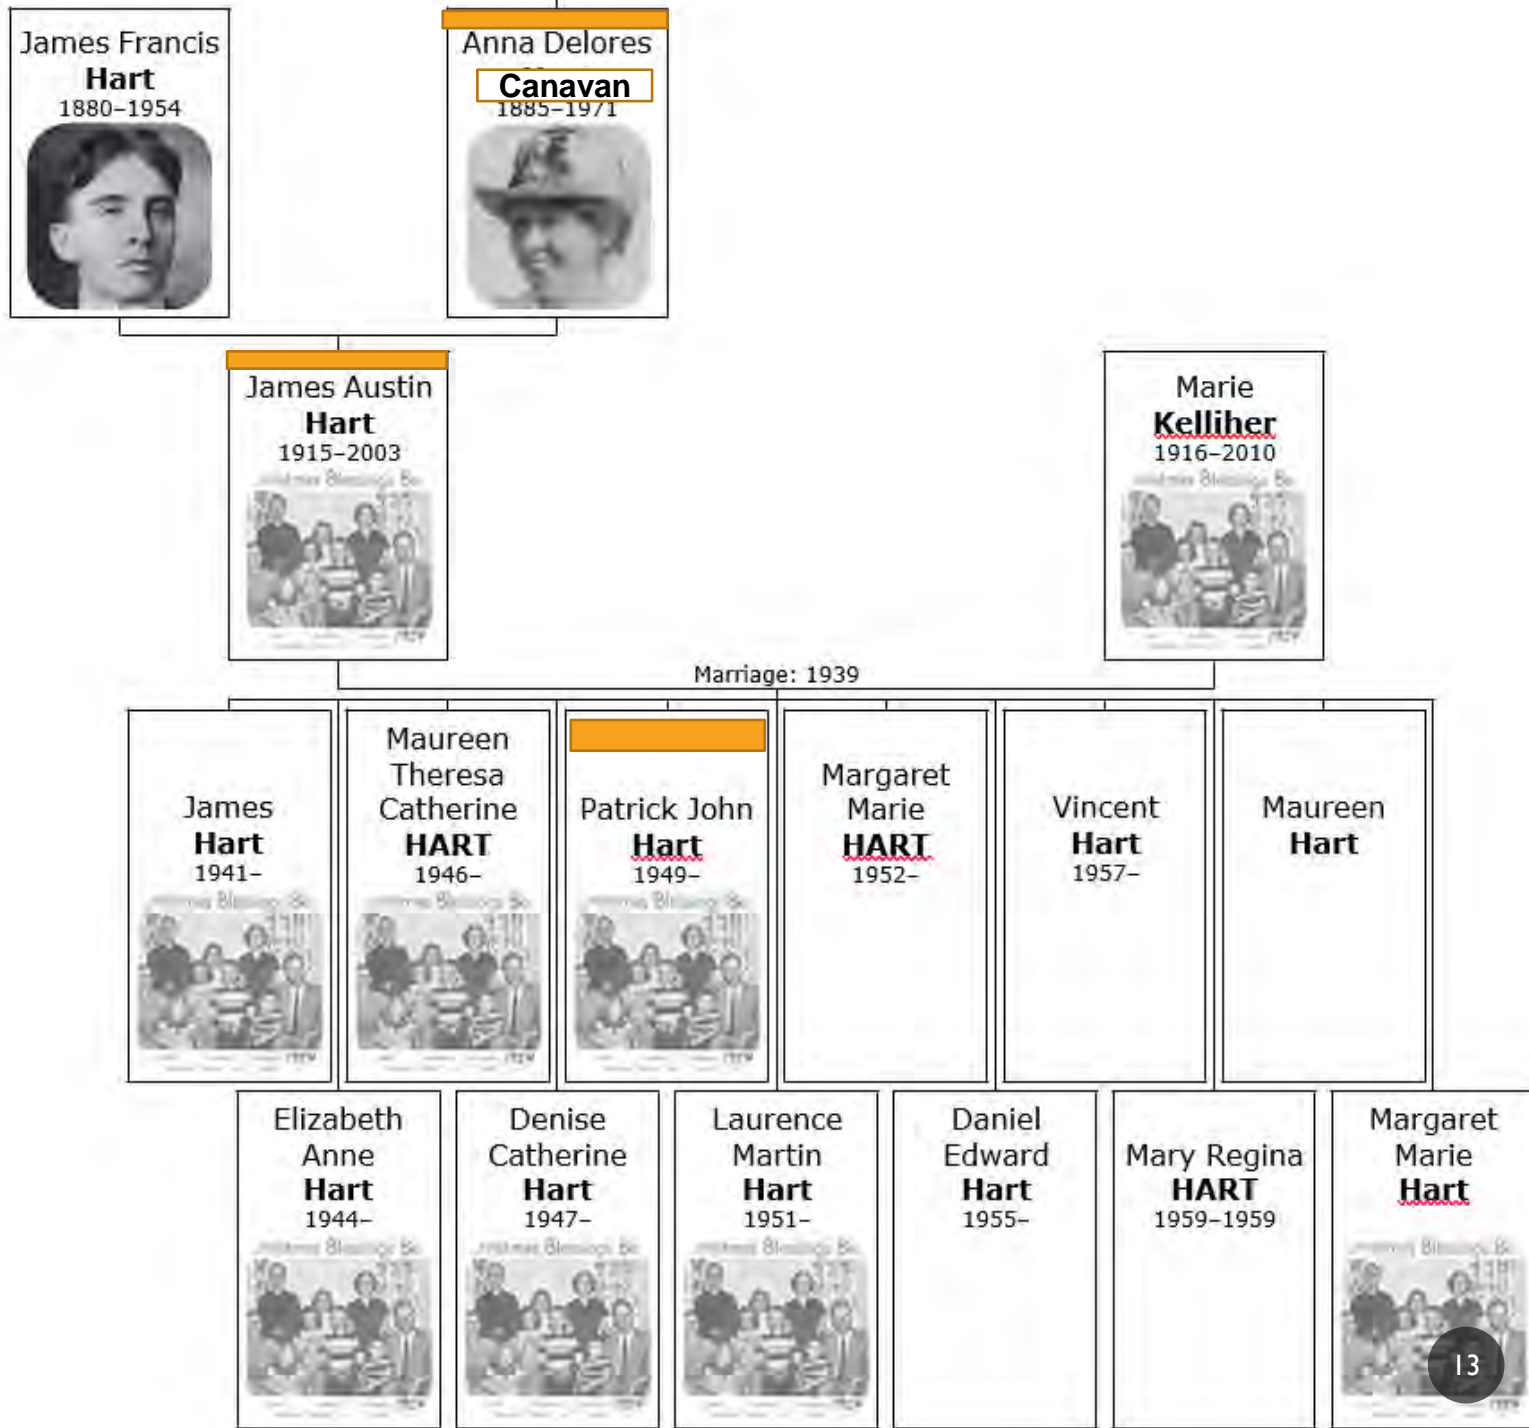 James Francis
Hart
1880–1954
Anna Delores
Canavan
1885–1971
James Austin
Hart
1915–2003
Marie
Kelliher
1916–2010
Marriage: 1939
James
Hart
1941–
Maureen
Theresa
Catherine
HART
1946–
Patrick John
Hart
1949–
Margaret
Marie
HART
1952–
Vincent
Hart
1957–
Maureen
Hart
Elizabeth
Anne
Hart
1944–
Denise
Catherine
Hart
1947–
Laurence
Martin
Hart
1951–
Daniel
Edward
Hart
1955–
Mary Regina
HART
1959–1959
Margaret
Marie
Hart
13